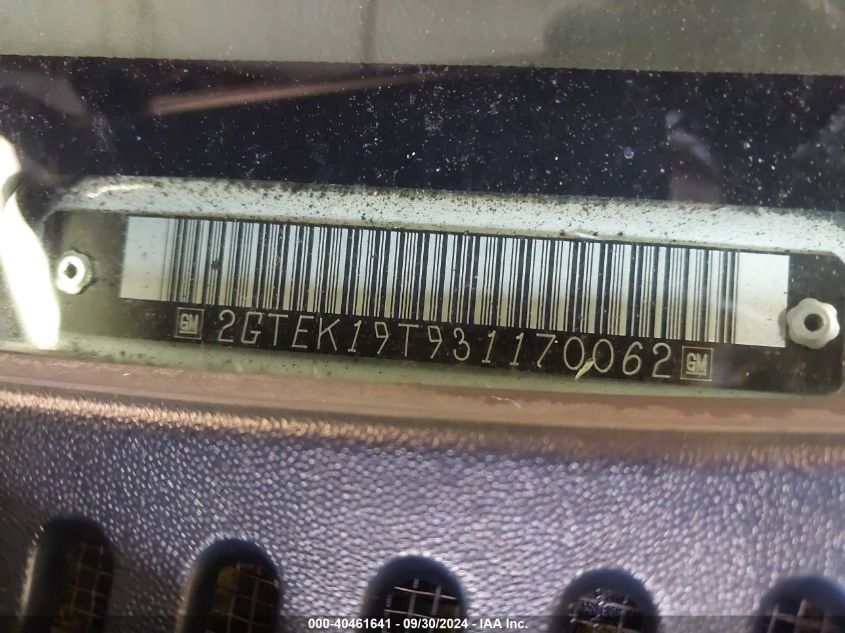 GM 2GTEK19T931170062 GM
000-40461641 - 09/30/2024 - IAA Inc.